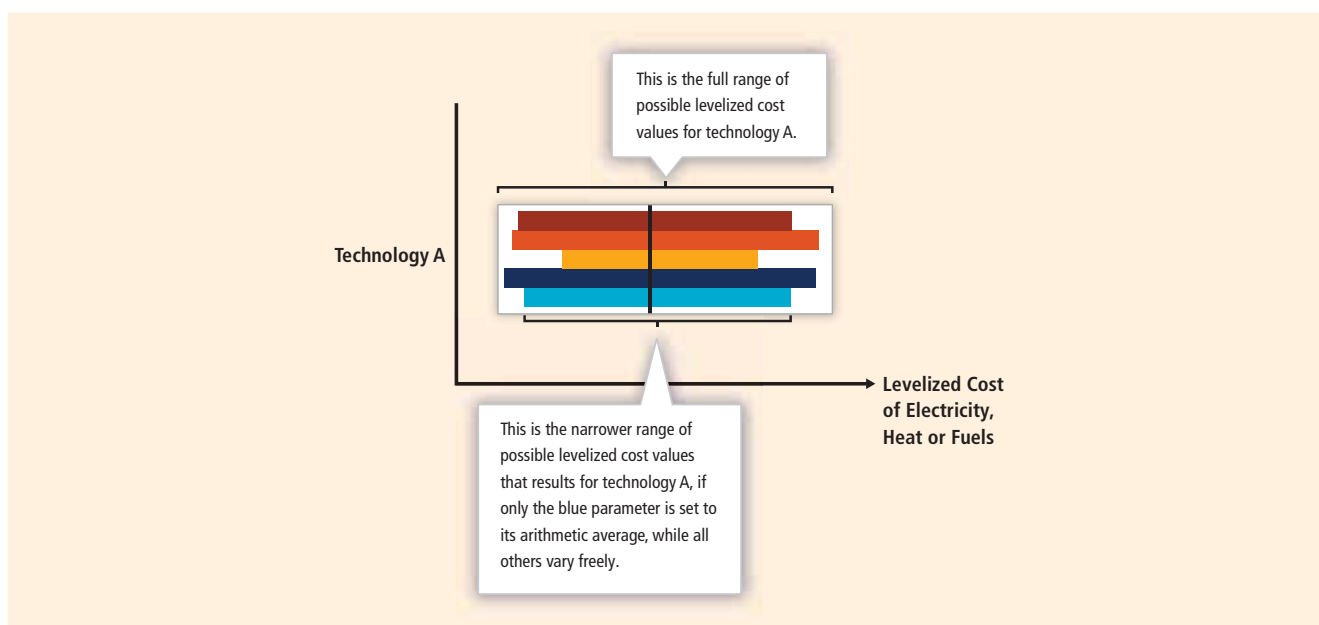 This is the full range of
possible levelized cost
values for technology A.
Technology A
Levelized Cost
of Electricity,
Heat or Fuels
This is the narrower range of
possible levelized cost values
that results for technology A, if
only the blue parameter is set to
its arithmetic average, while all
others vary freely.